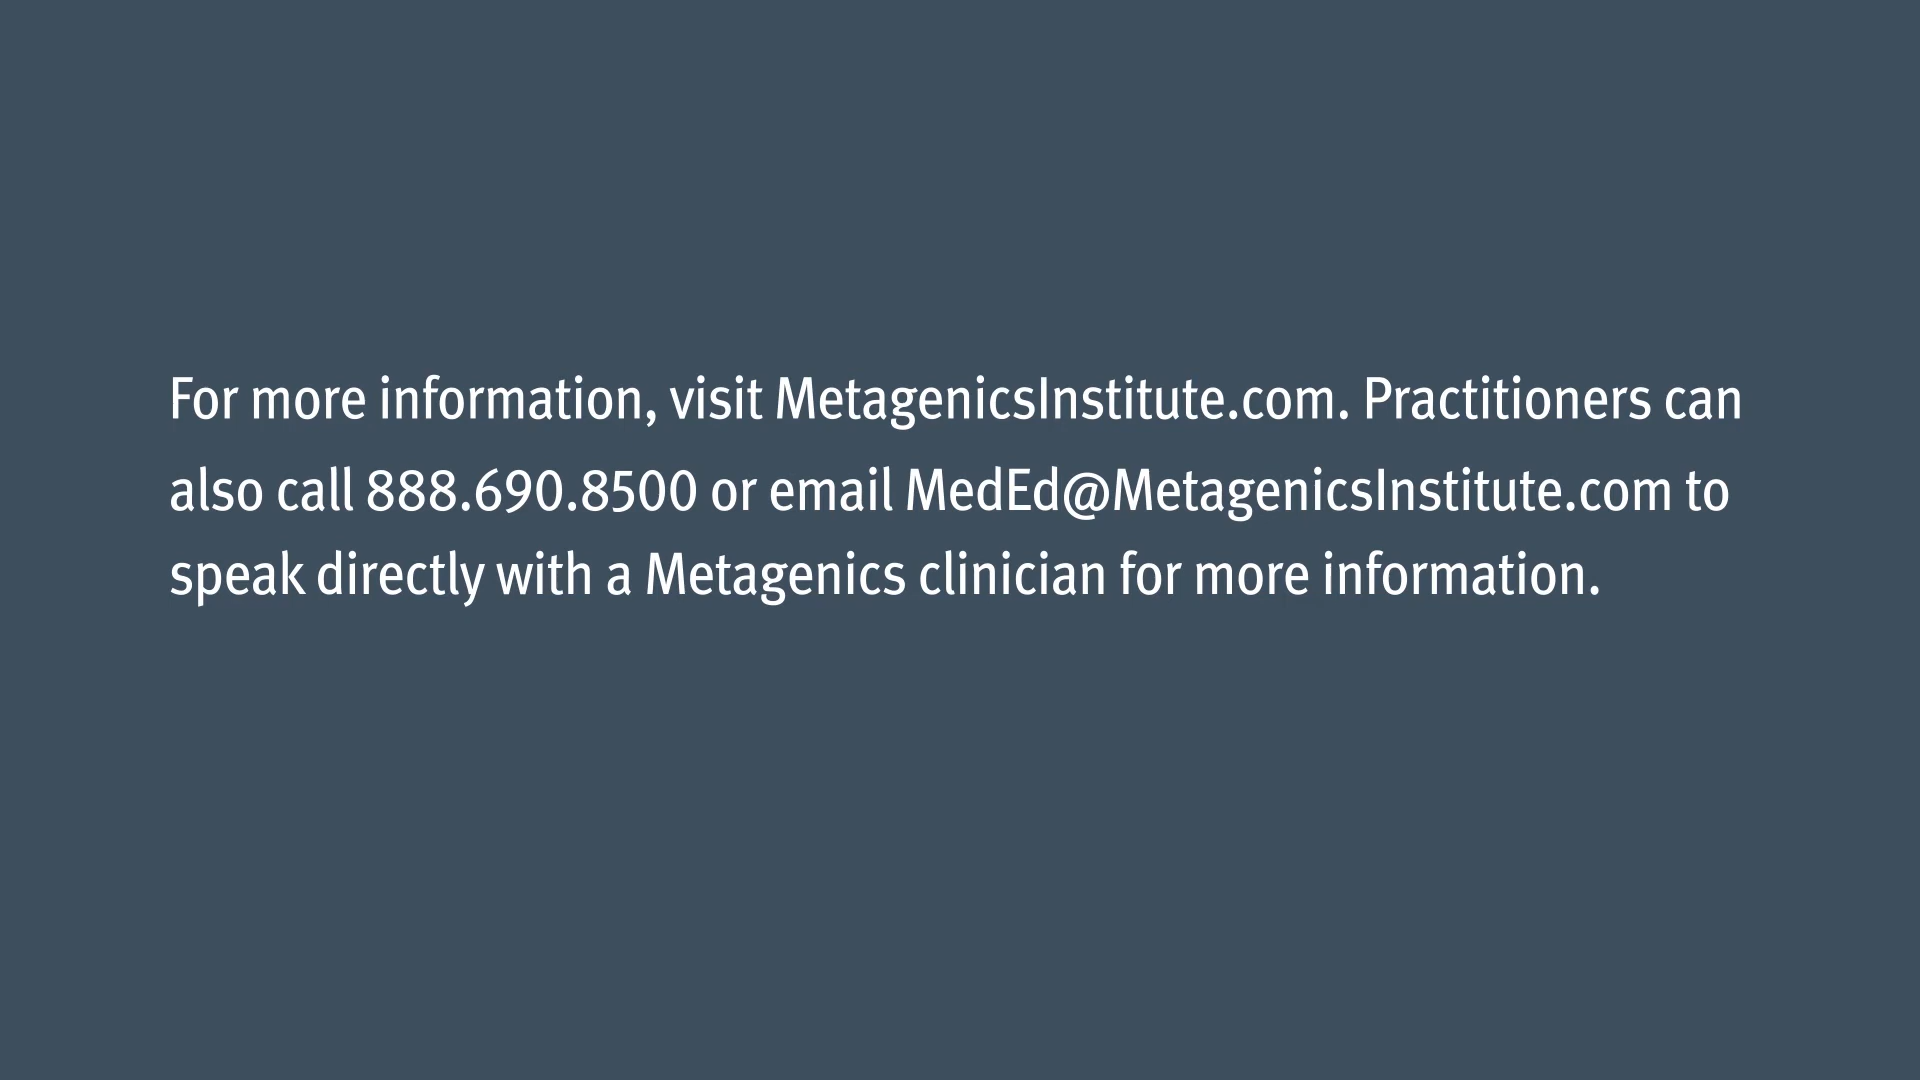 For more information, visit MetagenicsInstitute.com. Practitioners can
also call 888.690.8500 or email MedEd@MetagenicsInstitute.com to
speak directly with a Metagenics clinician for more information.